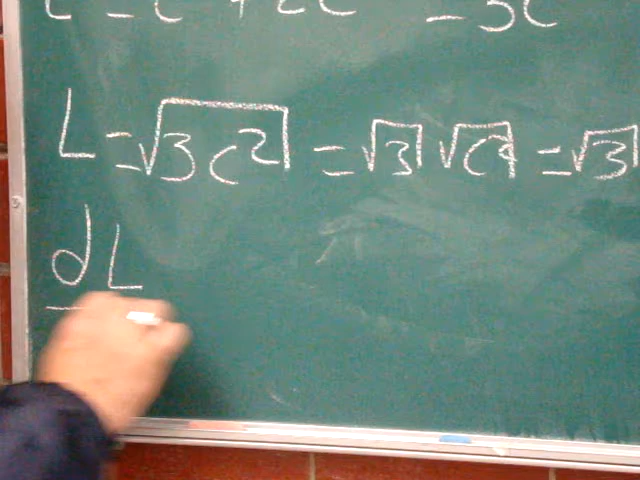 L = √3c² = √3 √c² = √3
dL